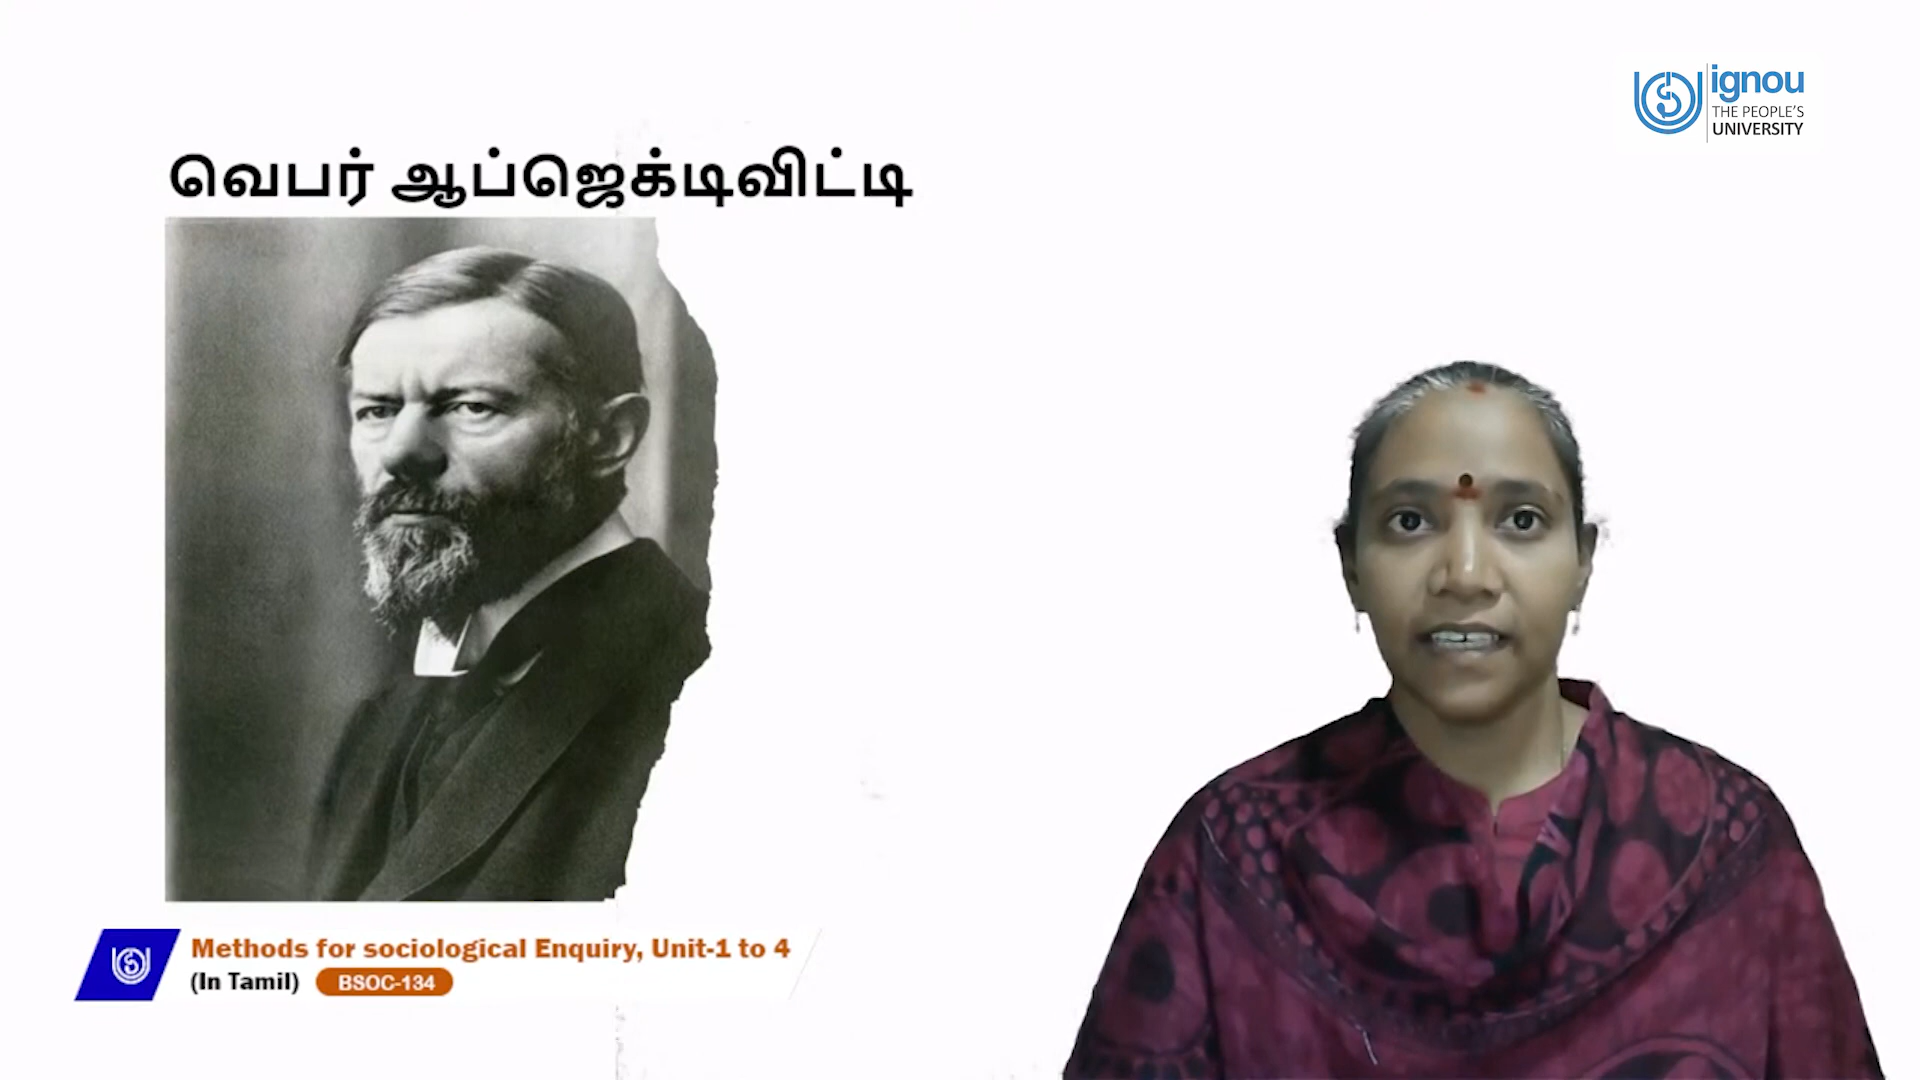 ignou
THE PEOPLE'S
UNIVERSITY
வெபர் ஆப்ஜெக்டிவிட்டி
Methods for sociological Enquiry, Unit-1 to 4
(In Tamil) BSOC-134